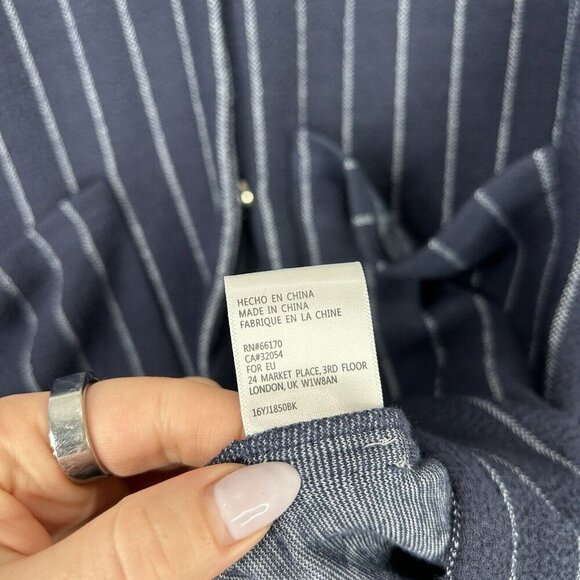 HECHO EN CHINA
MADE IN CHINA
FABRIQUE EN LA CHINE
RN#66170
CA#32054
FOR EU
24 MARKET PLACE,3RD FLOOR
LONDON,UK W1W8AN
16YJ1850BK